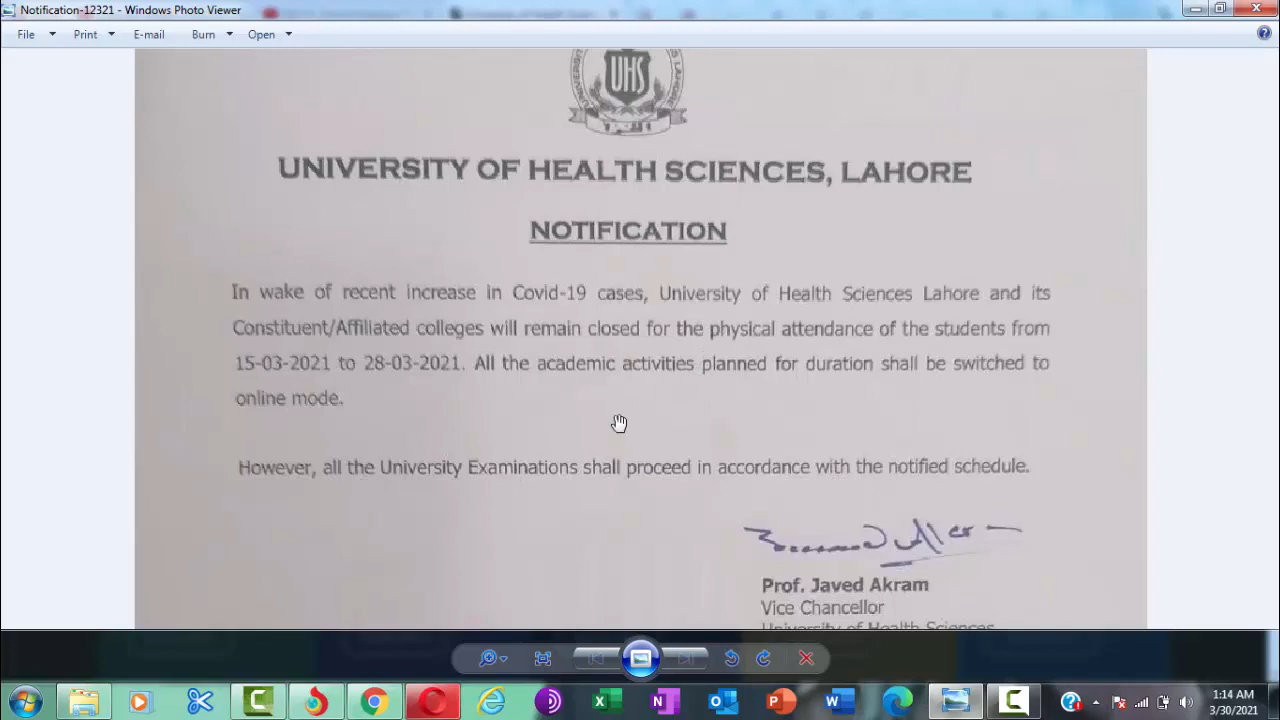 Notification-12321 - Windows Photo Viewer
File Print E-mail Burn Open
UHS
UNIVERSITY OF HEALTH SCIENCES, LAHORE
NOTIFICATION
In wake of recent increase in Covid-19 cases, University of Health Sciences Lahore and its
Constituent/Affiliated colleges will remain closed for the physical attendance of the students from
15-03-2021 to 28-03-2021. All the academic activities planned for duration shall be switched to
online mode.
However, all the University Examinations shall proceed in accordance with the notified schedule.
Prof. Javed Akram
Vice Chancellor
University of Health Sciences
1:14 AM
3/30/2021